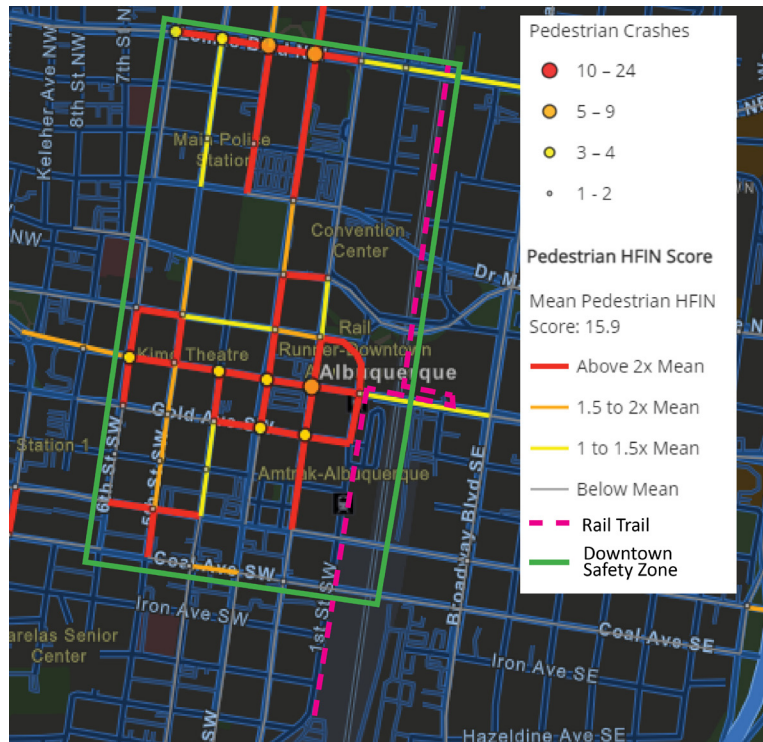 Keleher Ave NW
8th St. NW
7th St. N
Lomas Blvd N
Main Police
Station
NW
Convention
Center
Dr M
Rail
Runner-Downtown
Albuquerque
Kimo Theatre
Gold Ave SW
Station 1
6th St. SW
5th St. SW
Amtrak-Albuquerque
Broadway Blvd SE
Coal Ave SW
Iron Ave SW
1st St SW
arelas Senior
Center
Coal Ave SE
Iron Ave SE
SW
Hazeldine Ave SE
Pedestrian Crashes
10 – 24
5 – 9
3 – 4
1 - 2
Pedestrian HFIN Score
Mean Pedestrian HFIN
Score: 15.9
Above 2x Mean
1.5 to 2x Mean
1 to 1.5x Mean
Below Mean
Rail Trail
Downtown
Safety Zone